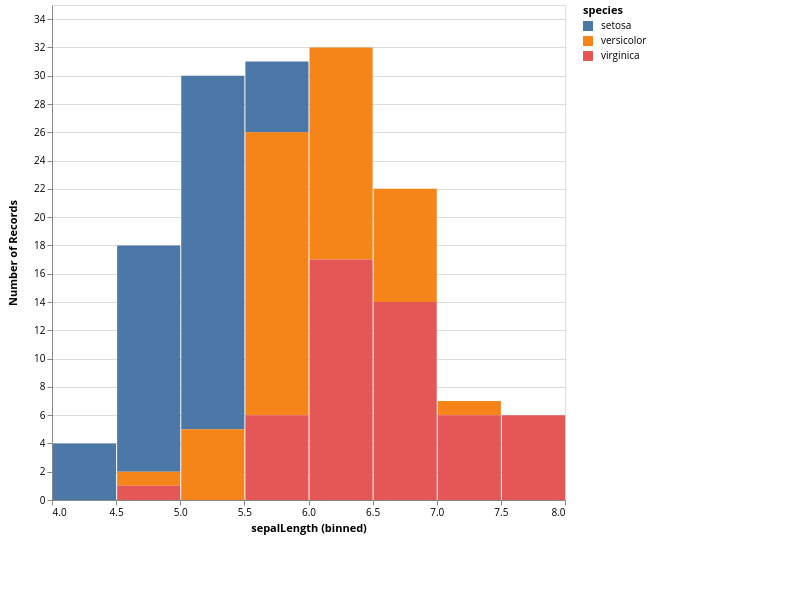 species
setosa
versicolor
virginica
34
32
30
28
26
24
22
20
18
16
14
12
10
8
6
4
2
0
Number of Records
4.0 4.5 5.0 5.5 6.0 6.5 7.0 7.5 8.0
sepalLength (binned)